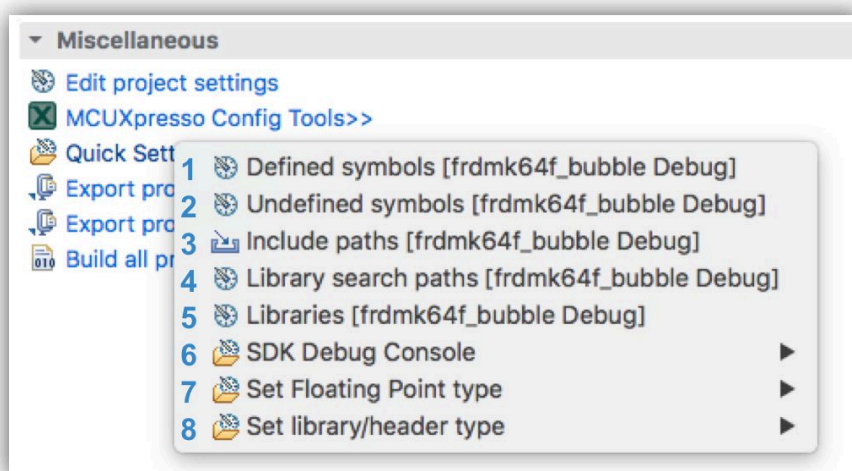 Miscellaneous
Edit project settings
MCUXpresso Config Tools>>
Quick Sett
Export pro
Export pro
Build all pr
1 Defined symbols [frdmk64f_bubble Debug]
2 Undefined symbols [frdmk64f_bubble Debug]
3 Include paths [frdmk64f_bubble Debug]
4 Library search paths [frdmk64f_bubble Debug]
5 Libraries [frdmk64f_bubble Debug]
6 SDK Debug Console
7 Set Floating Point type
8 Set library/header type